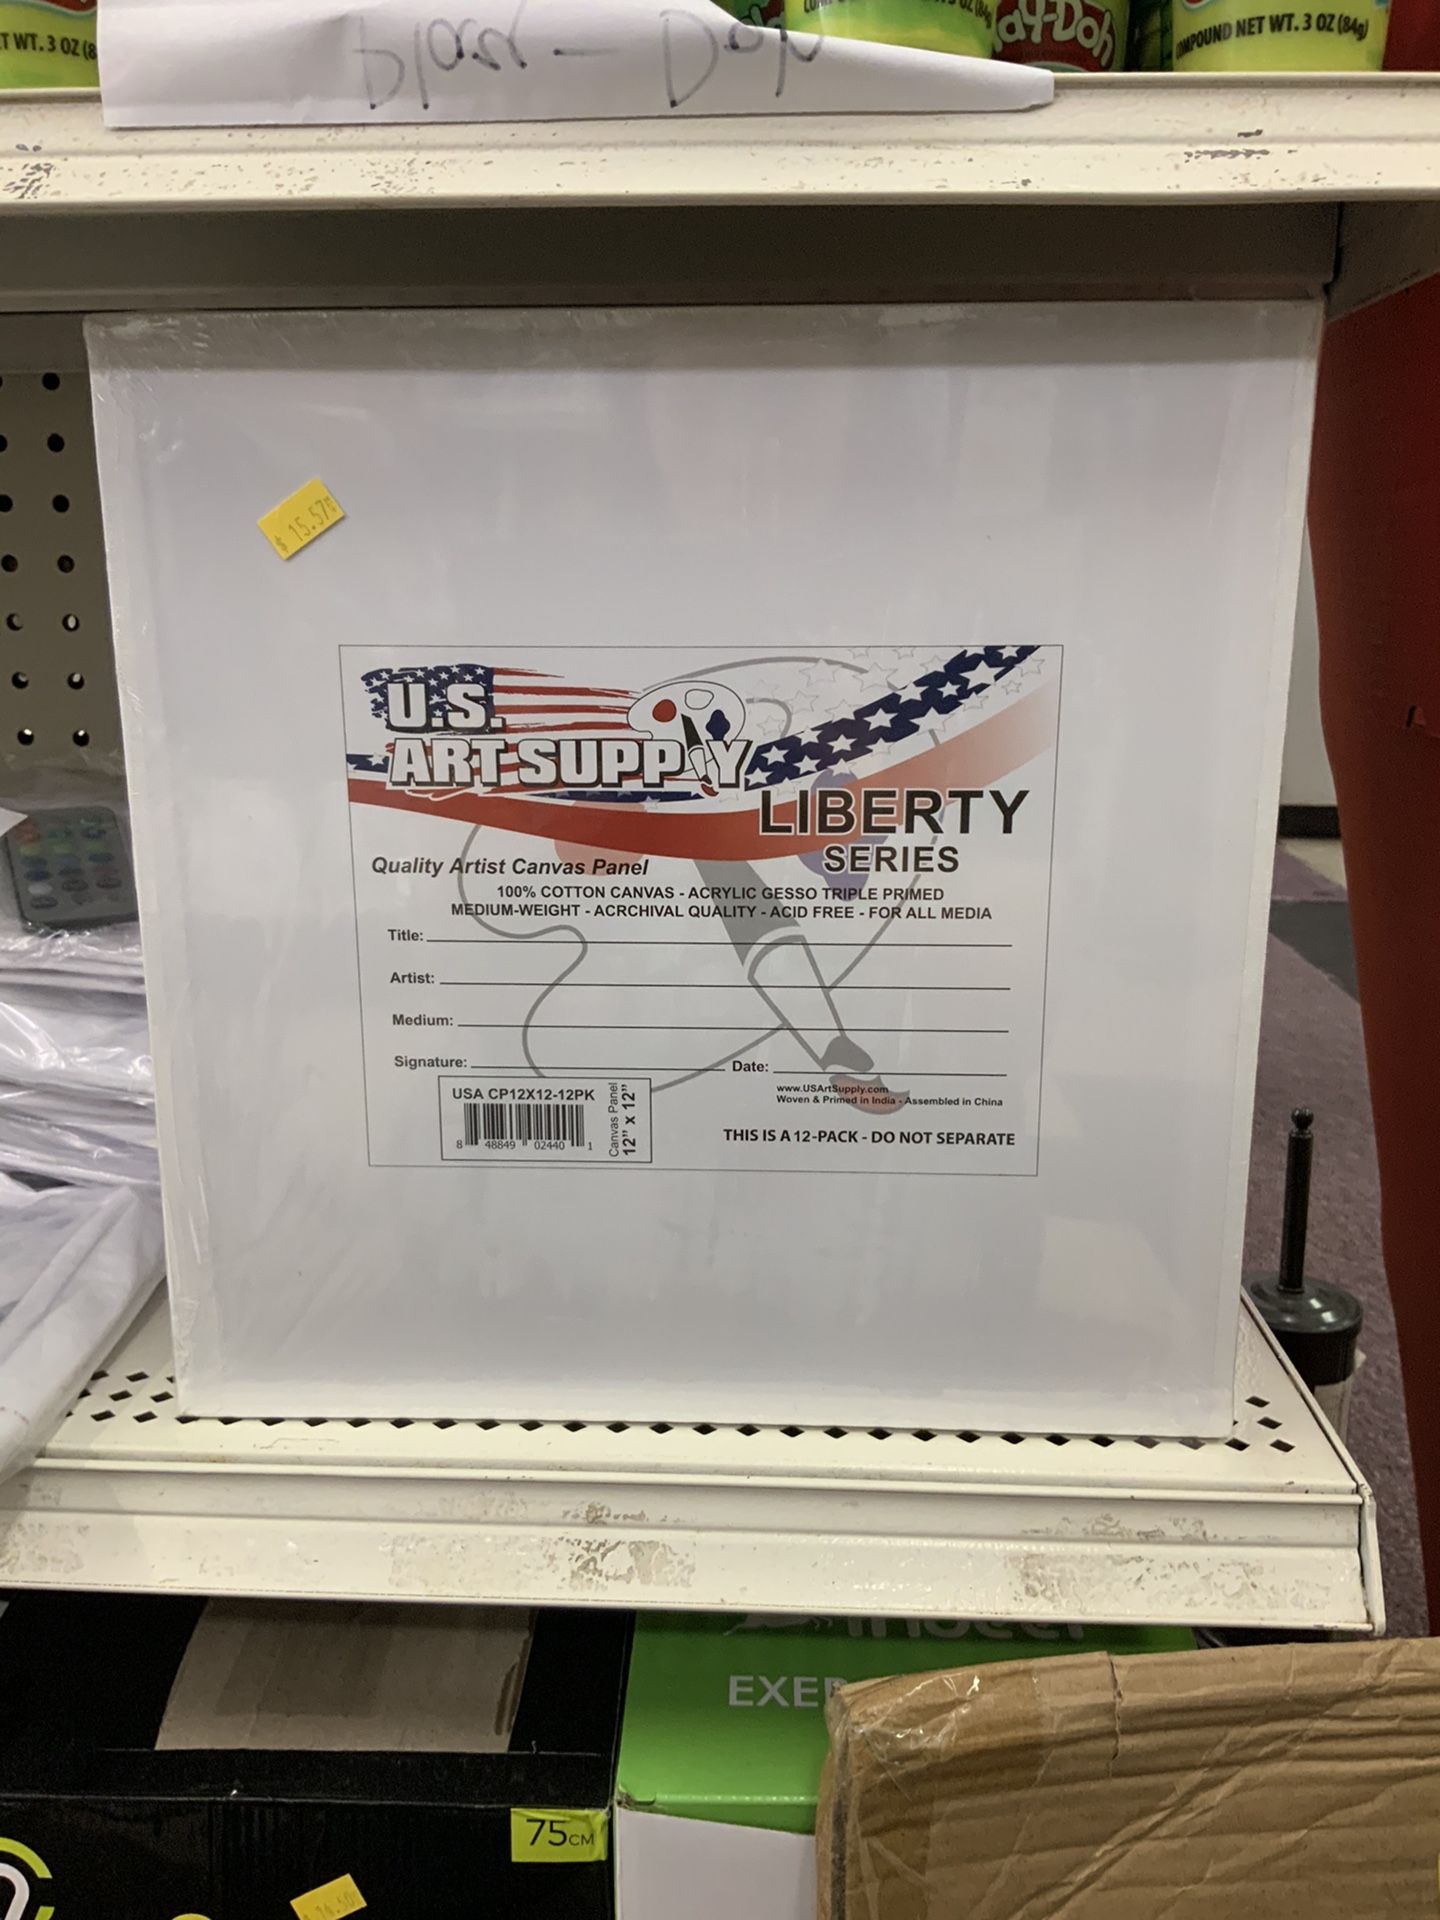 T WT. 3 OZ (8
Play-Doh
COMPOUND NET WT. 3 OZ (84g)
$15.57
U.S.
ART SUPPLY
LIBERTY
SERIES
Quality Artist Canvas Panel
100% COTTON CANVAS - ACRYLIC GESSO TRIPLE PRIMED
MEDIUM-WEIGHT - ACRCHIVAL QUALITY - ACID FREE - FOR ALL MEDIA
Title:
Artist:
Medium:
Signature: Date:
USA CP12X12-12PK
8 48849 02440 1
Canvas Panel
12" x 12"
www.USArtSupply.com
Woven & Primed in India - Assembled in China
THIS IS A 12-PACK - DO NOT SEPARATE
EXER
75CM